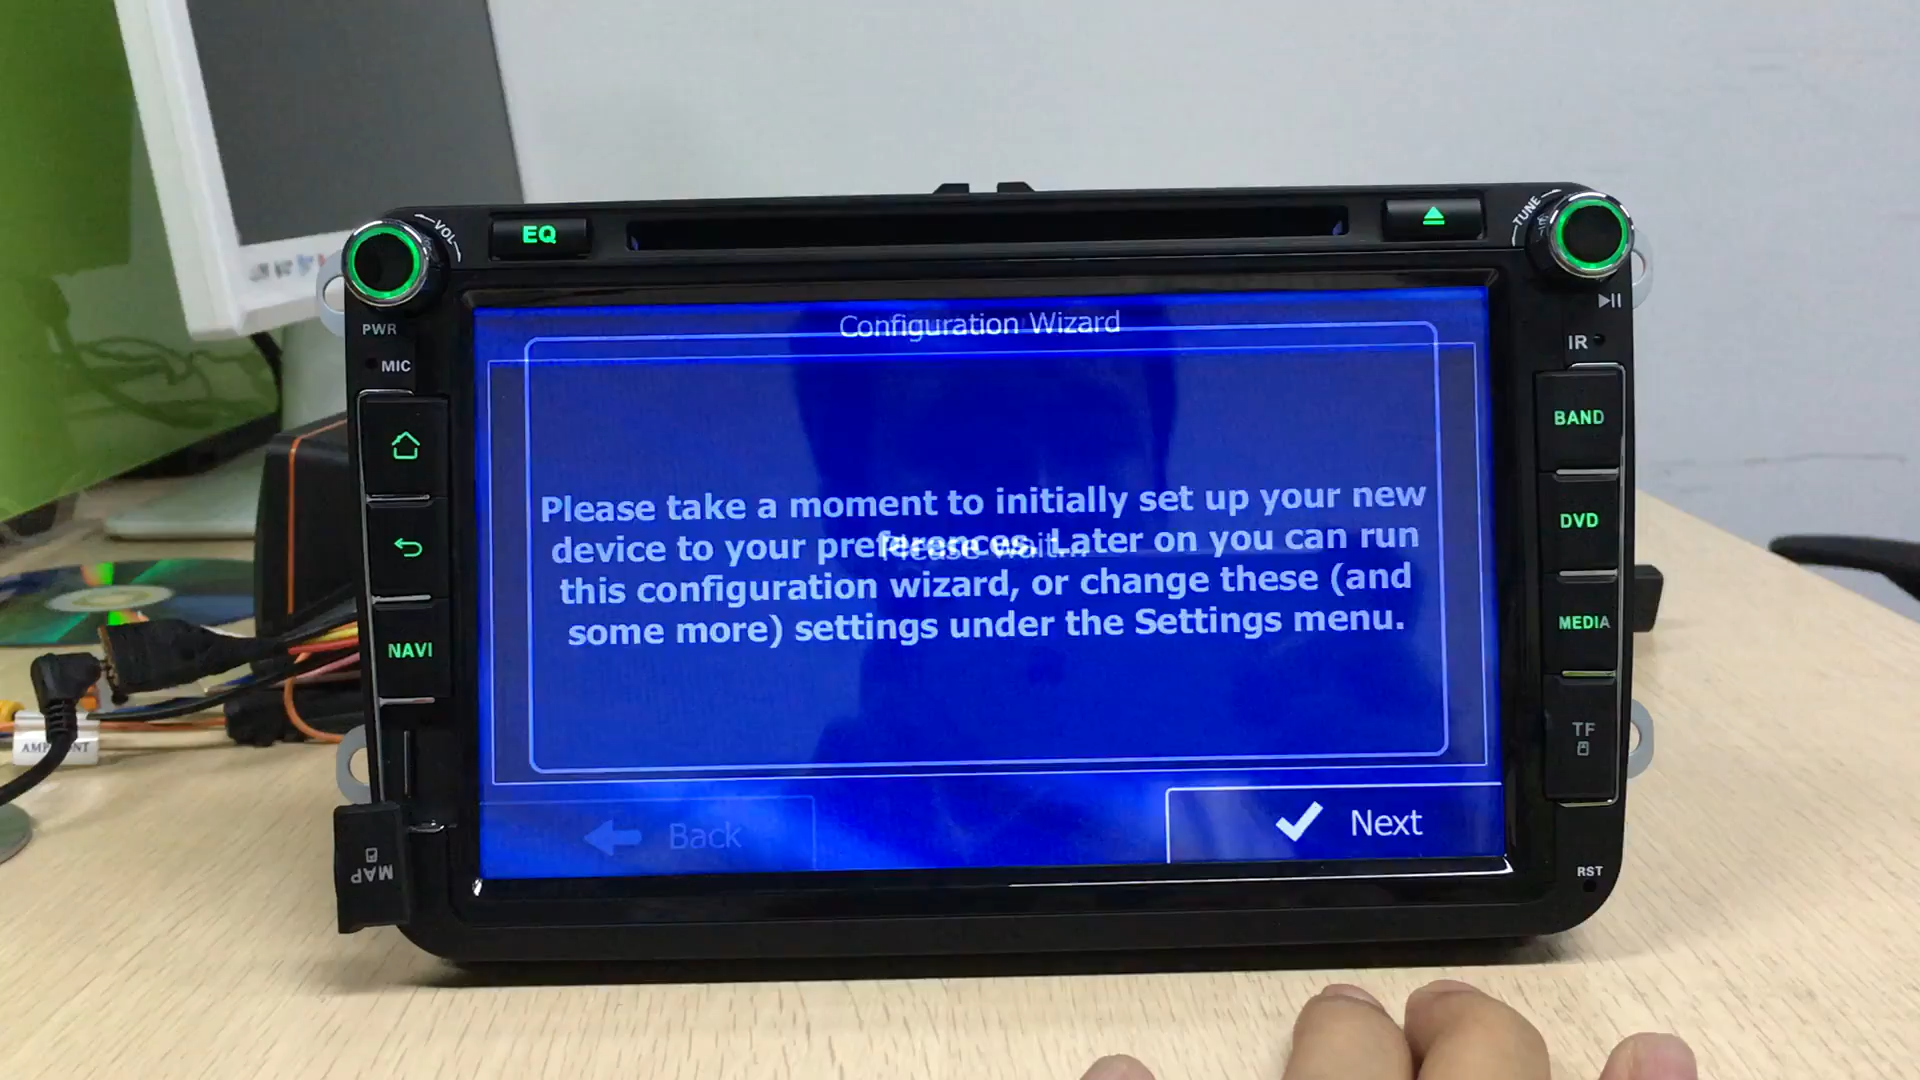 VOL
EQ
TUNE
PWR
MIC
IR
Configuration Wizard
BAND
DVD
MEDIA
TF
NAVI
Please take a moment to initially set up your new
device to your preferences. Later on you can run
this configuration wizard, or change these (and
some more) settings under the Settings menu.
Please wait...
Back
Next
MAP
RST